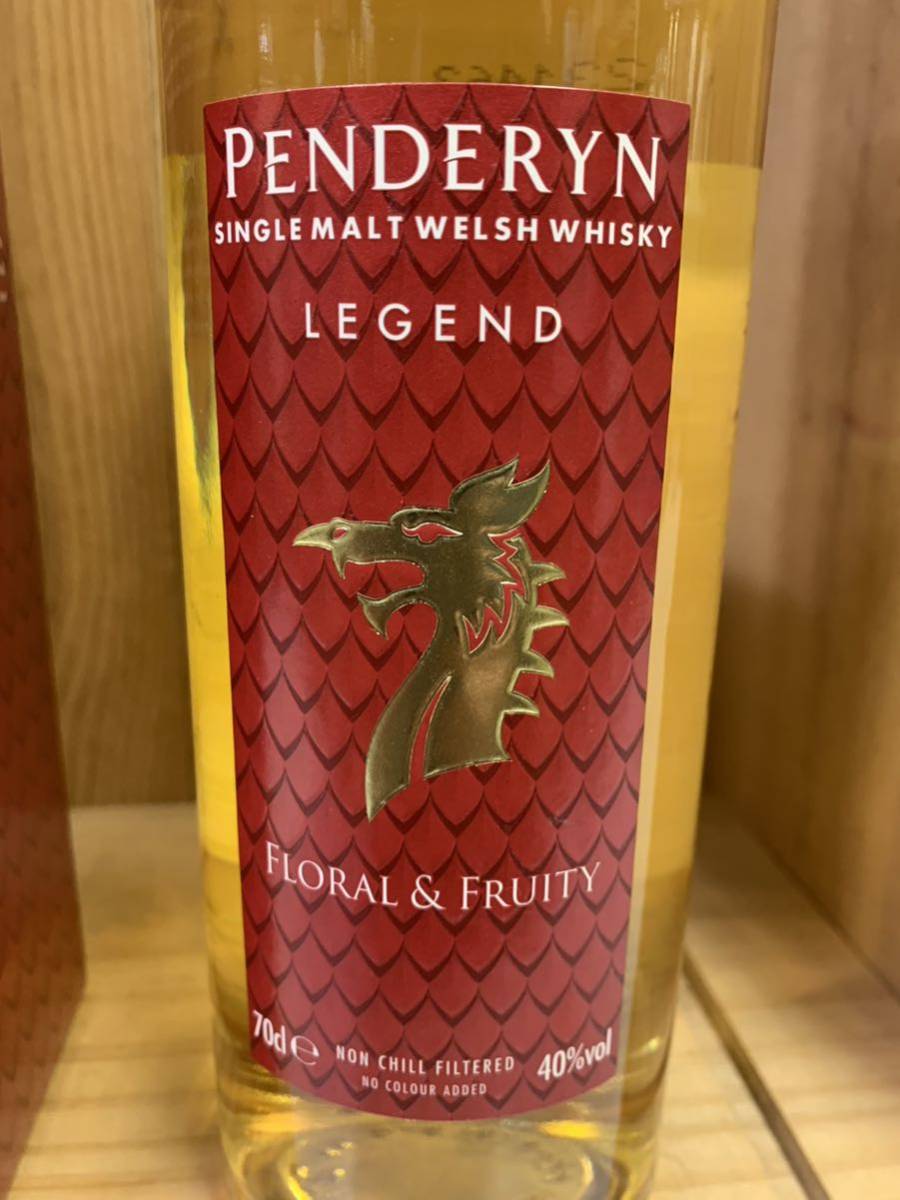 PENDERYN
SINGLE MALT WELSH WHISKY
LEGEND
FLORAL & FRUITY
70cl ℮ NON CHILL FILTERED 40%vol
NO COLOUR ADDED